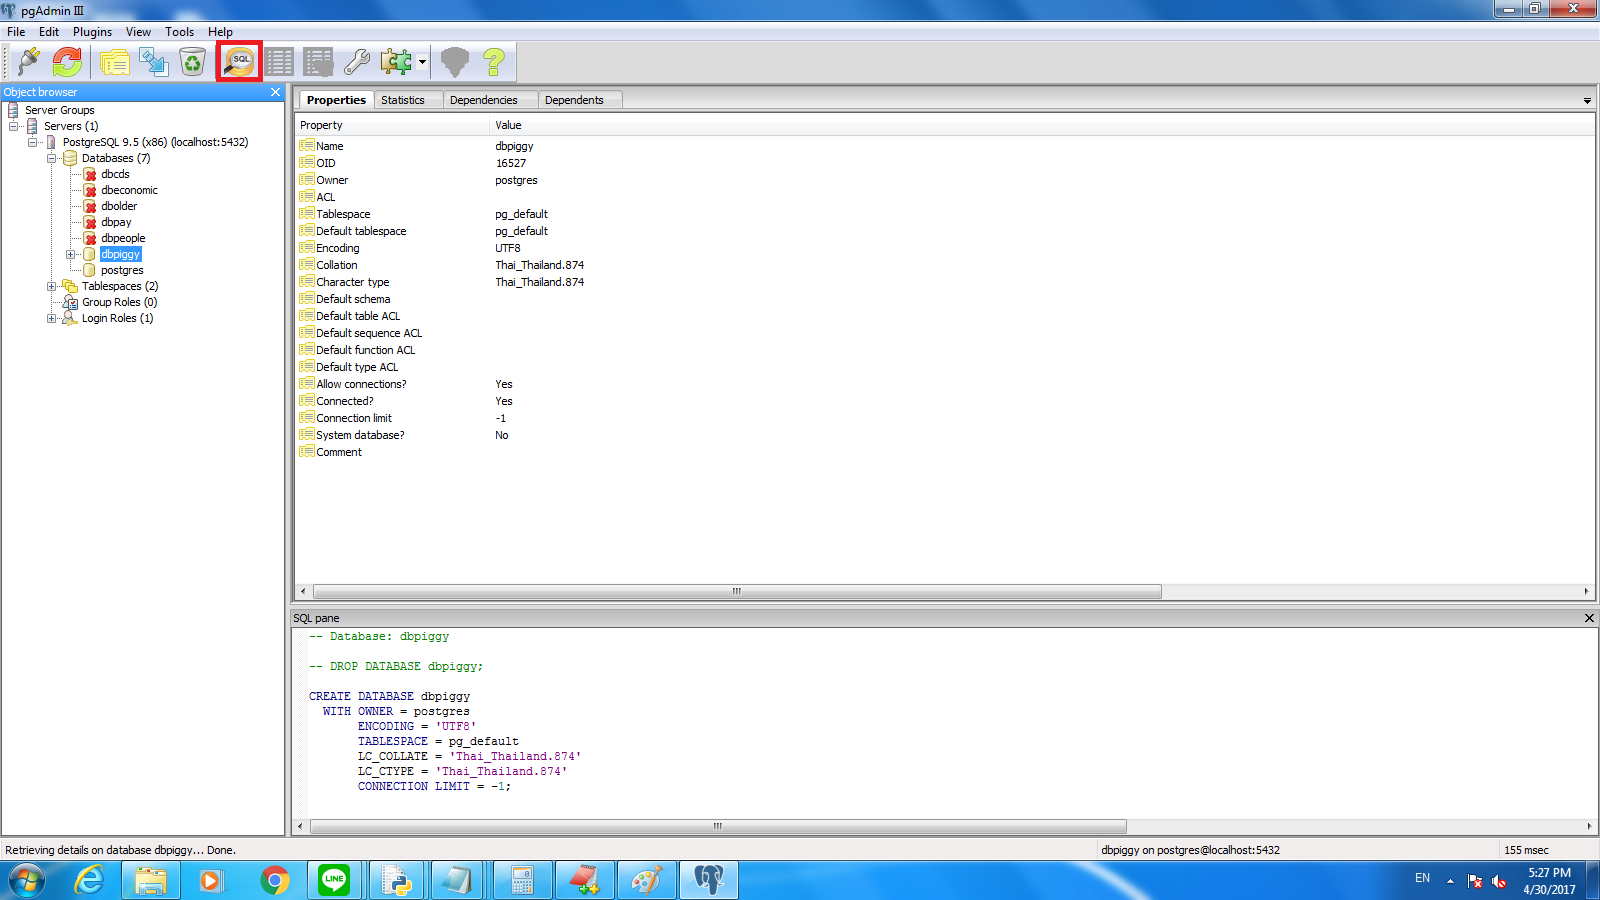 pgAdmin III
File Edit Plugins View Tools Help
SQL
Object browser
Server Groups
Servers (1)
PostgreSQL 9.5 (x86) (localhost:5432)
Databases (7)
dbcds
dbeconomic
dbolder
dbpay
dbpeople
dbpiggy
postgres
Tablespaces (2)
Group Roles (0)
Login Roles (1)
Properties Statistics Dependencies Dependents
Property Value
Name dbpiggy
OID 16527
Owner postgres
ACL
Tablespace pg_default
Default tablespace pg_default
Encoding UTF8
Collation Thai_Thailand.874
Character type Thai_Thailand.874
Default schema
Default table ACL
Default sequence ACL
Default function ACL
Default type ACL
Allow connections? Yes
Connected? Yes
Connection limit -1
System database? No
Comment
SQL pane
-- Database: dbpiggy
-- DROP DATABASE dbpiggy;
CREATE DATABASE dbpiggy
WITH OWNER = postgres
ENCODING = 'UTF8'
TABLESPACE = pg_default
LC_COLLATE = 'Thai_Thailand.874'
LC_CTYPE = 'Thai_Thailand.874'
CONNECTION LIMIT = -1;
Retrieving details on database dbpiggy... Done. dbpiggy on postgres@localhost:5432 155 msec
LINE
EN
5:27 PM
4/30/2017